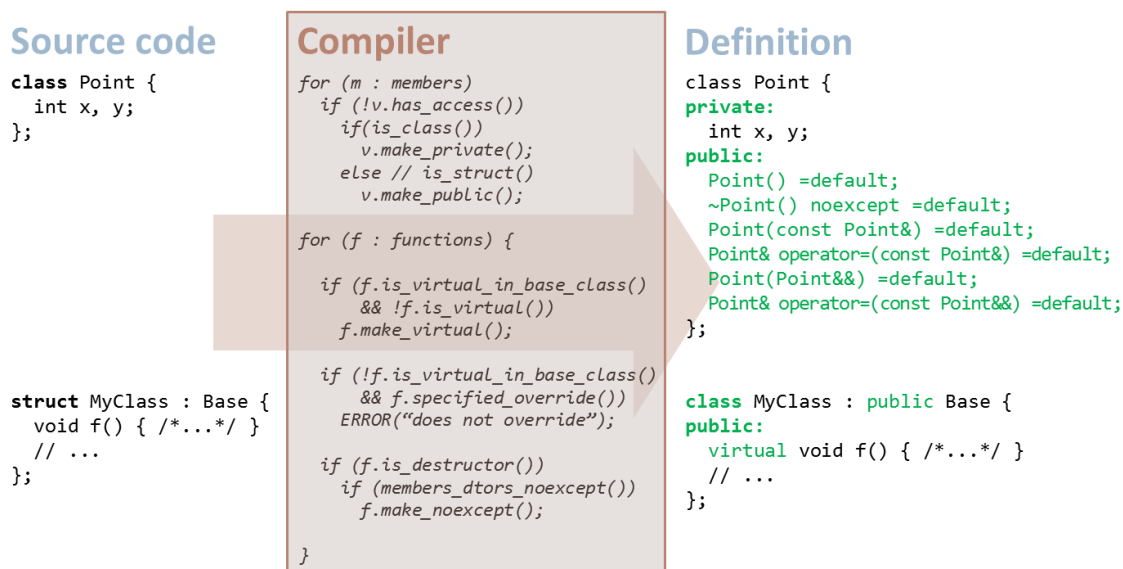 Source code
class Point {
  int x, y;
};
struct MyClass : Base {
  void f() { /*...*/ }
  // ...
};
Compiler
for (m : members)
  if (!v.has_access())
    if(is_class())
      v.make_private();
    else // is_struct()
      v.make_public();
for (f : functions) {
  if (f.is_virtual_in_base_class()
      && !f.is_virtual())
    f.make_virtual();
  if (!f.is_virtual_in_base_class()
      && f.specified_override())
    ERROR(“does not override”);
  if (f.is_destructor())
    if (members_dtors_noexcept())
      f.make_noexcept();
}
Definition
class Point {
private:
  int x, y;
public:
  Point() =default;
  ~Point() noexcept =default;
  Point(const Point&) =default;
  Point& operator=(const Point&) =default;
  Point(Point&&) =default;
  Point& operator=(const Point&&) =default;
};
class MyClass : public Base {
public:
  virtual void f() { /*...*/ }
  // ...
};